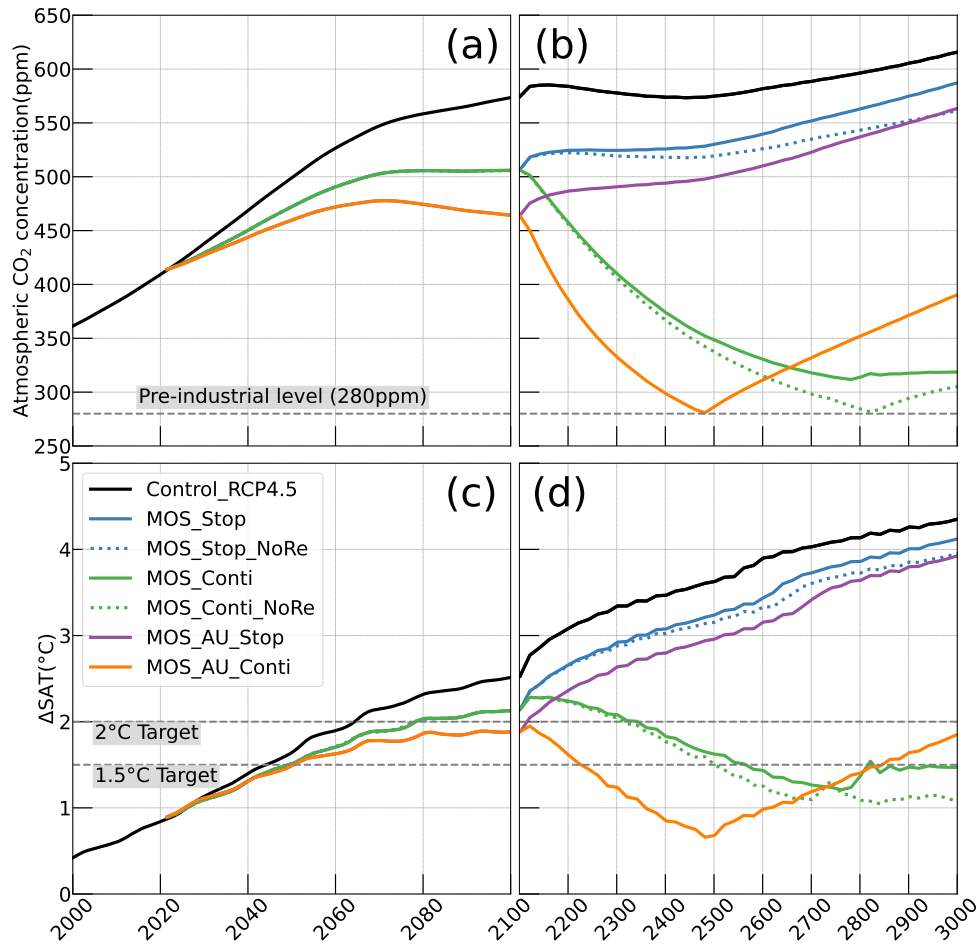 650
600
550
500
450
400
350
300
250
Atmospheric CO₂ concentration(ppm)
(a)
(b)
Pre-industrial level (280ppm)
5
4
3
2
1
0
ΔSAT(°C)
(c)
(d)
Control_RCP4.5
MOS_Stop
MOS_Stop_NoRe
MOS_Conti
MOS_Conti_NoRe
MOS_AU_Stop
MOS_AU_Conti
2°C Target
1.5°C Target
2000
2020
2040
2060
2080
2100
2200
2300
2400
2500
2600
2700
2800
2900
3000